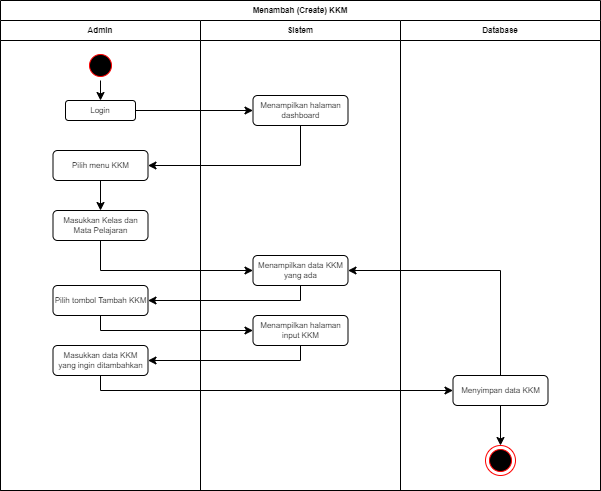 Menambah (Create) KKM
Admin
Sistem
Database
Login
Menampilkan halaman
dashboard
Pilih menu KKM
Masukkan Kelas dan
Mata Pelajaran
Menampilkan data KKM
yang ada
Pilih tombol Tambah KKM
Menampilkan halaman
input KKM
Masukkan data KKM
yang ingin ditambahkan
Menyimpan data KKM